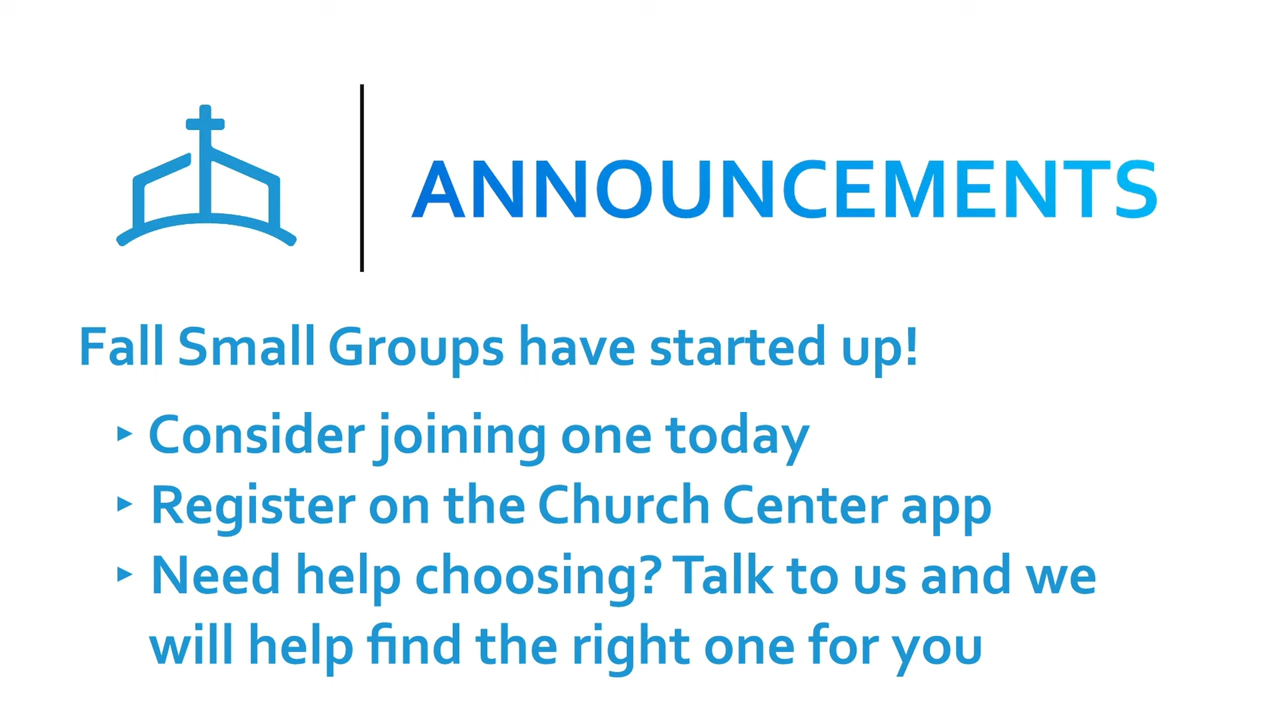 ANNOUNCEMENTS
Fall Small Groups have started up!
‣ Consider joining one today
‣ Register on the Church Center app
‣ Need help choosing? Talk to us and we
will help find the right one for you